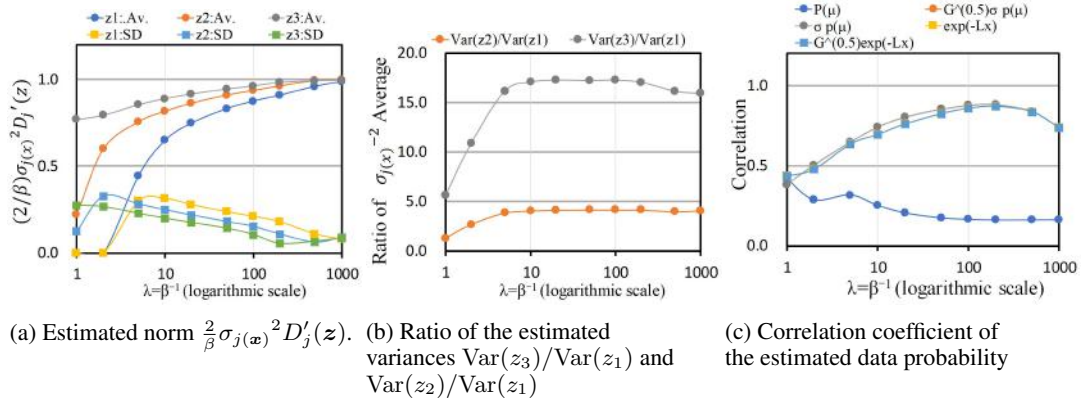 z1:.Av. z2:Av. z3:Av.
z1:SD z2:SD z3:SD
(2/β)σj(x)²Dj′(z)
1.0
0.5
0.0
1 10 100 1000
λ=β⁻¹ (logarithmic scale)
(a) Estimated norm 2/β σj(x)²D′j(z).
Var(z2)/Var(z1) Var(z3)/Var(z1)
Ratio of σj(x)⁻² Average
20.0
15.0
10.0
5.0
0.0
1 10 100 1000
λ=β⁻¹ (logarithmic scale)
(b) Ratio of the estimated
variances Var(z₃)/Var(z₁) and
Var(z₂)/Var(z₁)
P(μ) G^(0.5)σ p(μ)
σ p(μ) exp(-Lx)
G^(0.5)exp(-Lx)
Correlation
1.0
0.5
0.0
1 10 100 1000
λ=β⁻¹ (logarithmic scale)
(c) Correlation coefficient of
the estimated data probability